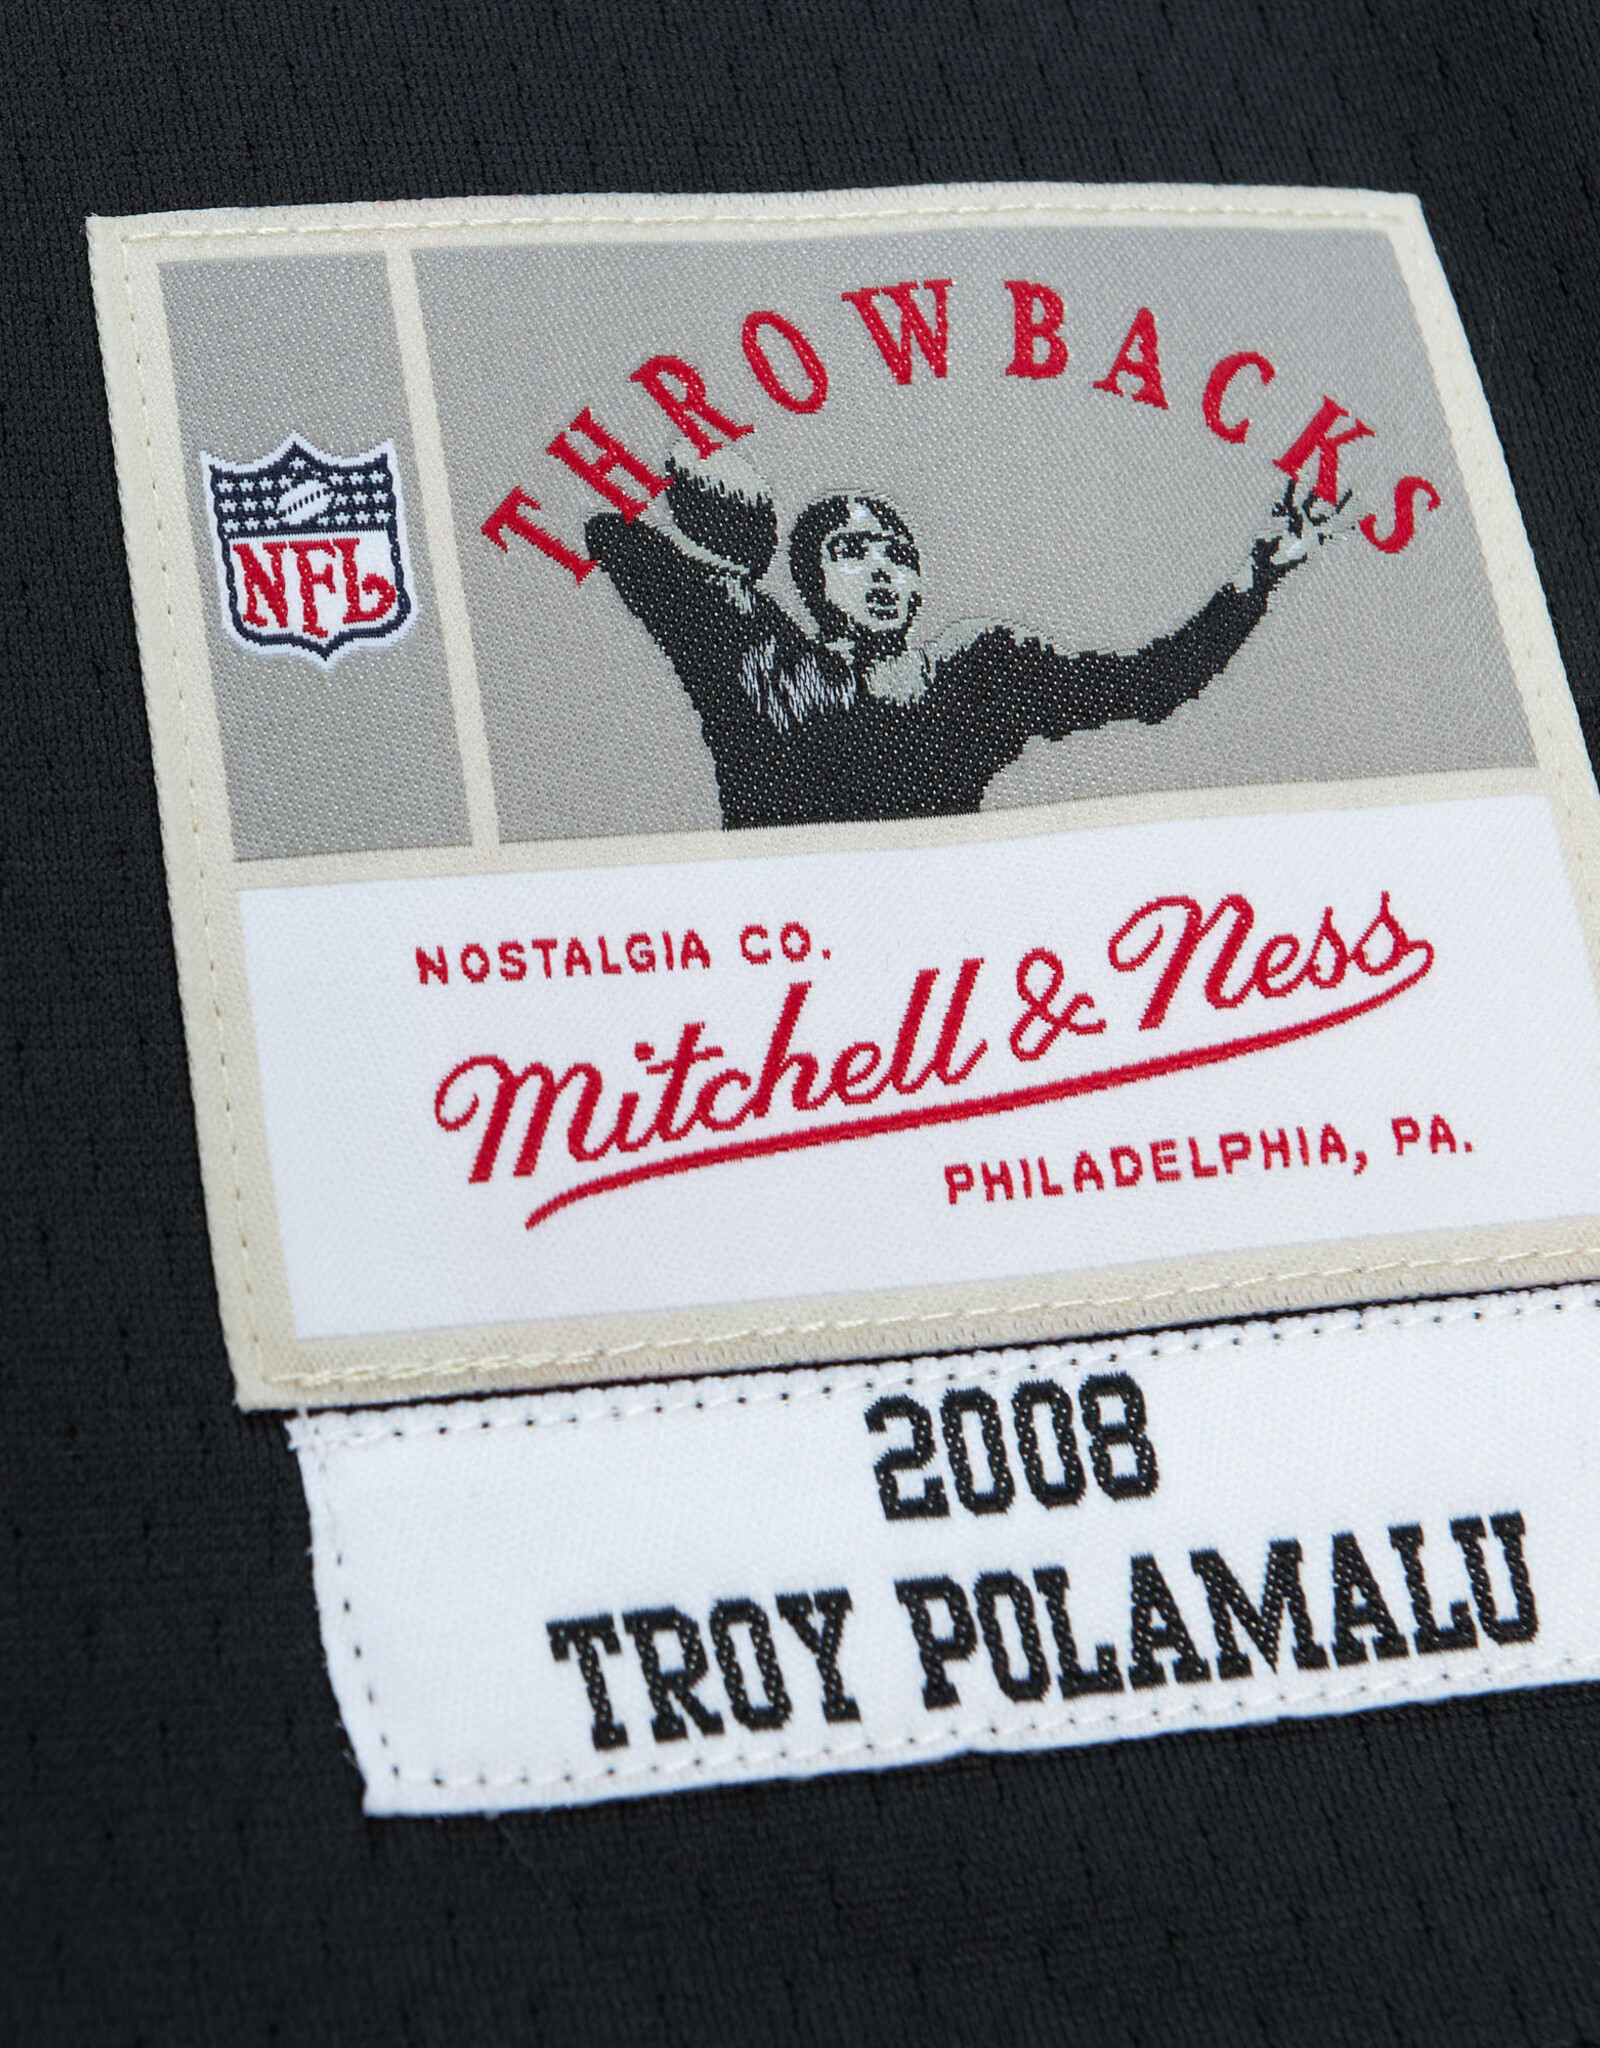 THROWBACKS
NFL
NOSTALGIA CO.
Mitchell & Ness
PHILADELPHIA, PA.
2008
TROY POLAMALU